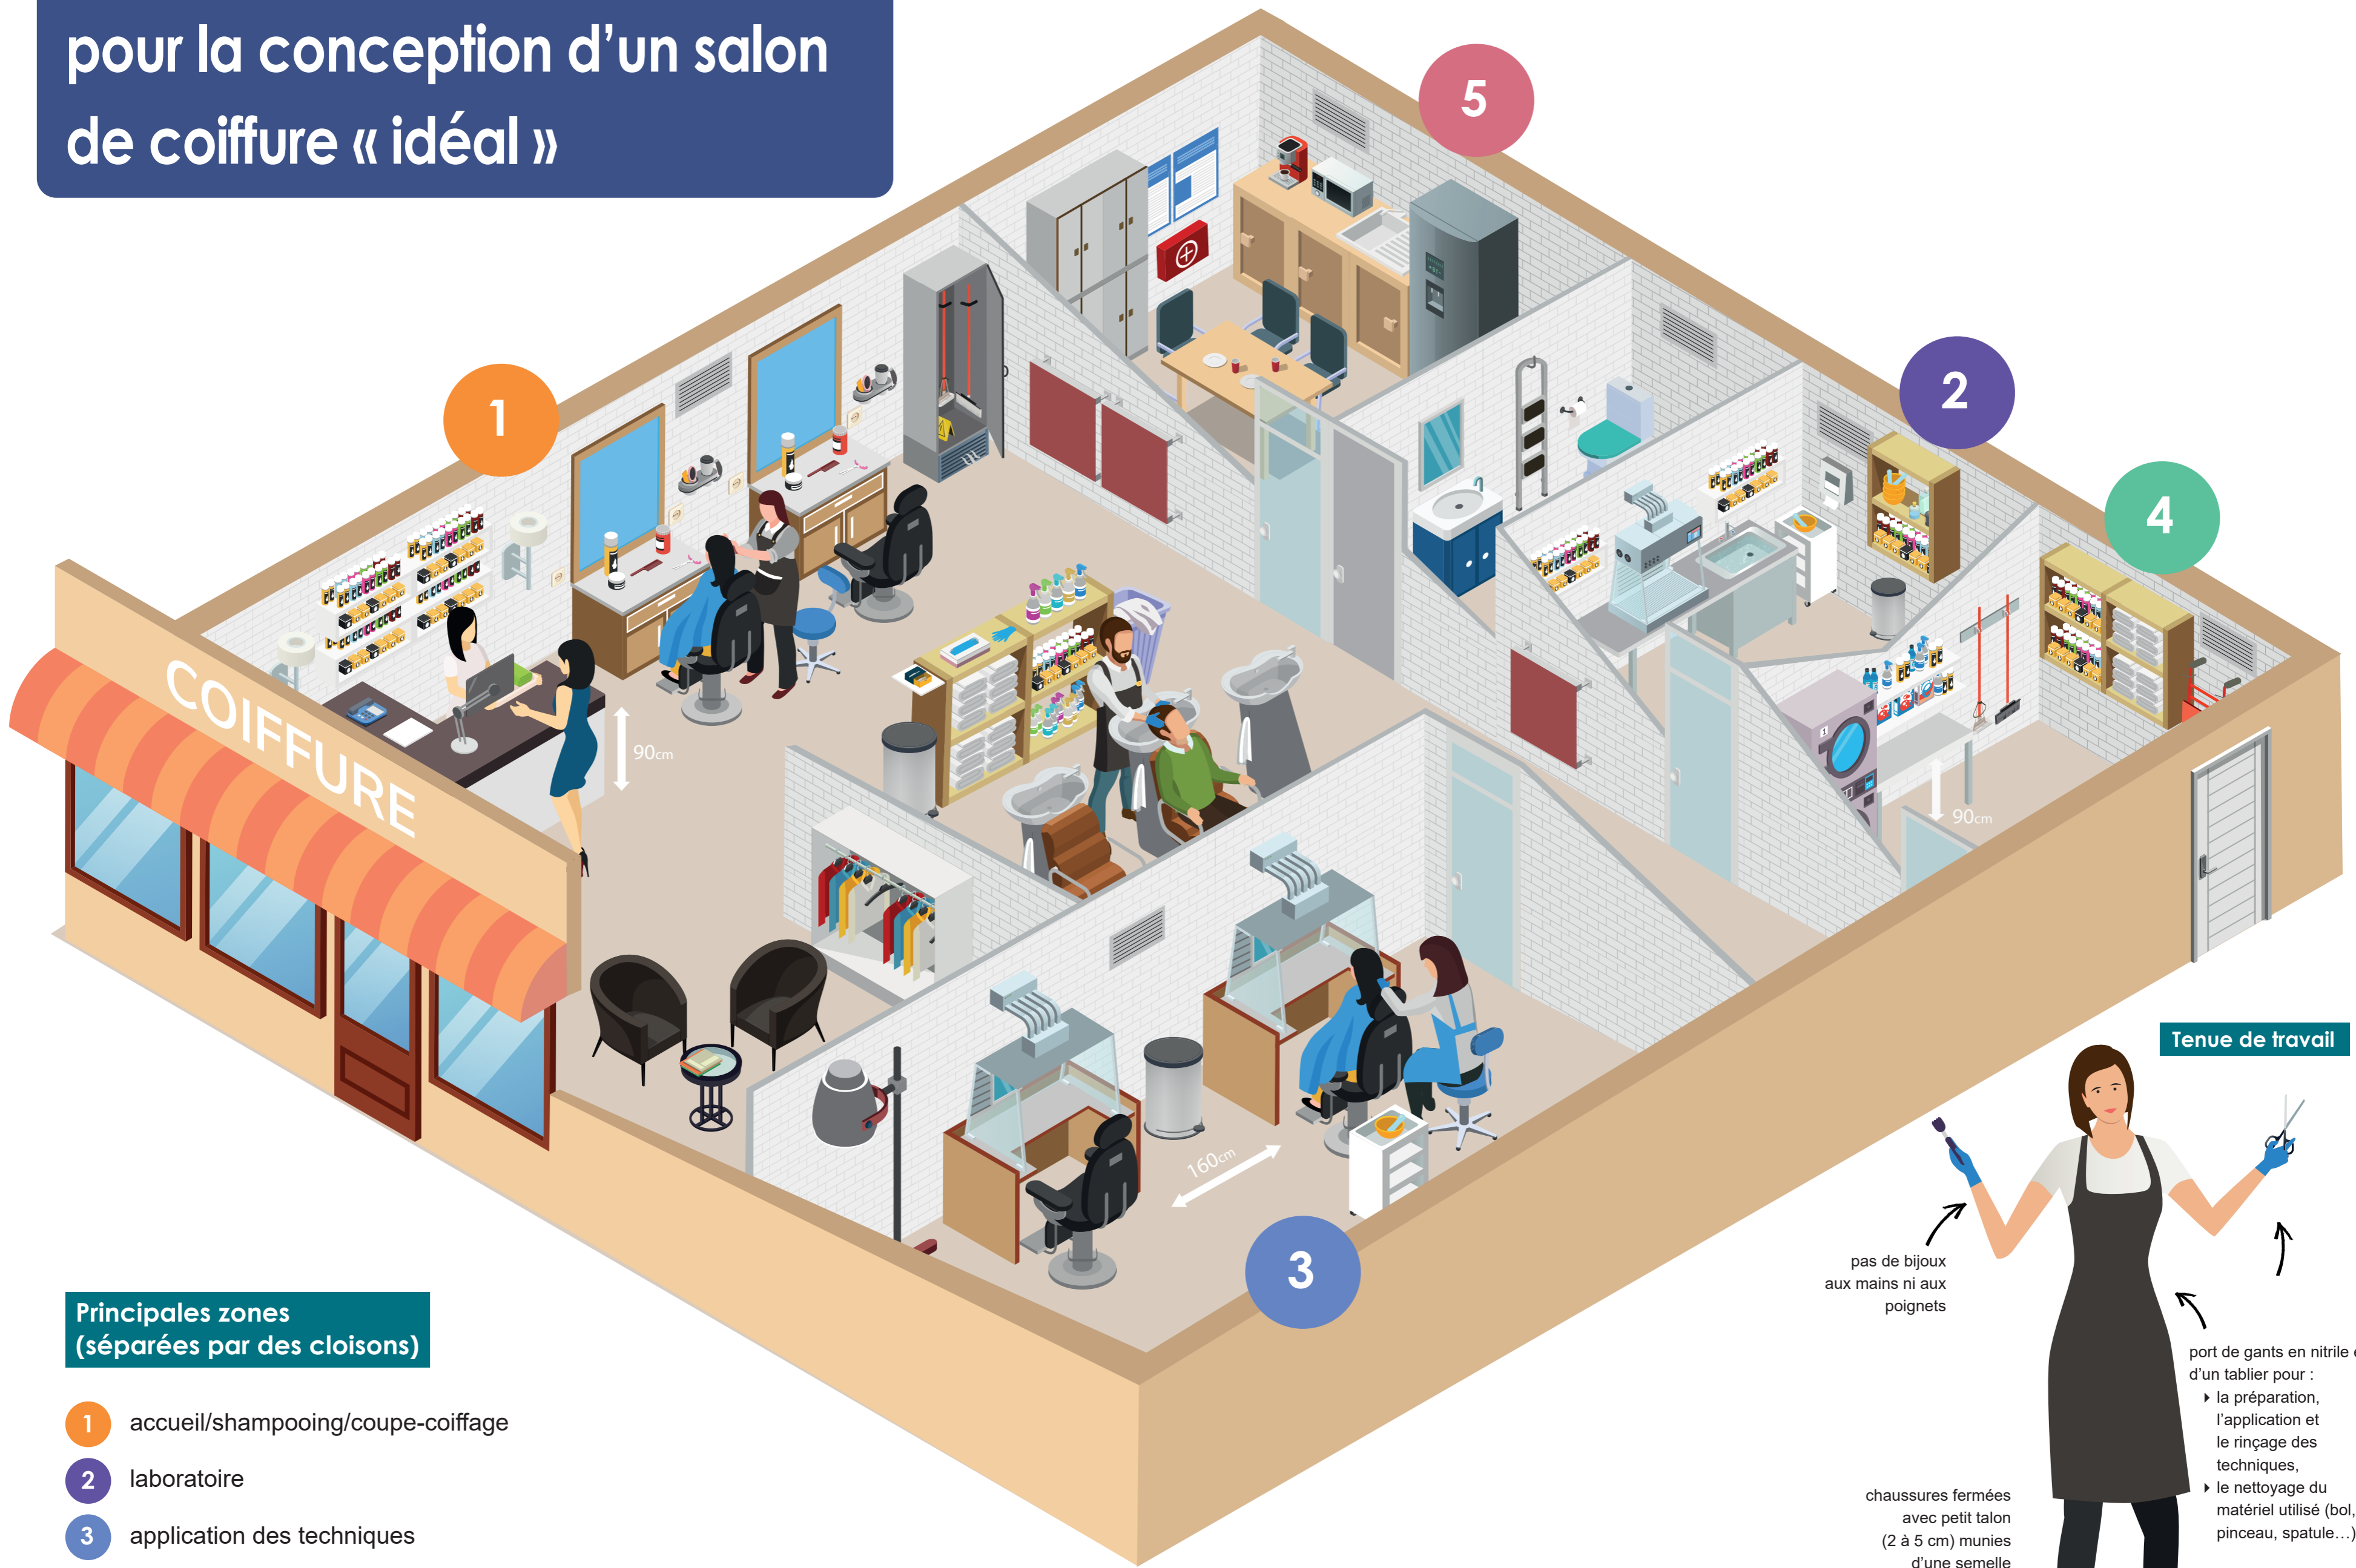 pour la conception d’un salon
de coiffure « idéal »
5
1
2
4
COIFFURE
90cm
1
90cm
160cm
3
Tenue de travail
pas de bijoux
aux mains ni aux
poignets
port de gants en nitrile
d’un tablier pour :
la préparation,
l’application et
le rinçage des
techniques,
le nettoyage du
matériel utilisé (bol,
pinceau, spatule…)
chaussures fermées
avec petit talon
(2 à 5 cm) munies
d’une semelle
Principales zones
(séparées par des cloisons)
1 accueil/shampooing/coupe-coiffage
2 laboratoire
3 application des techniques